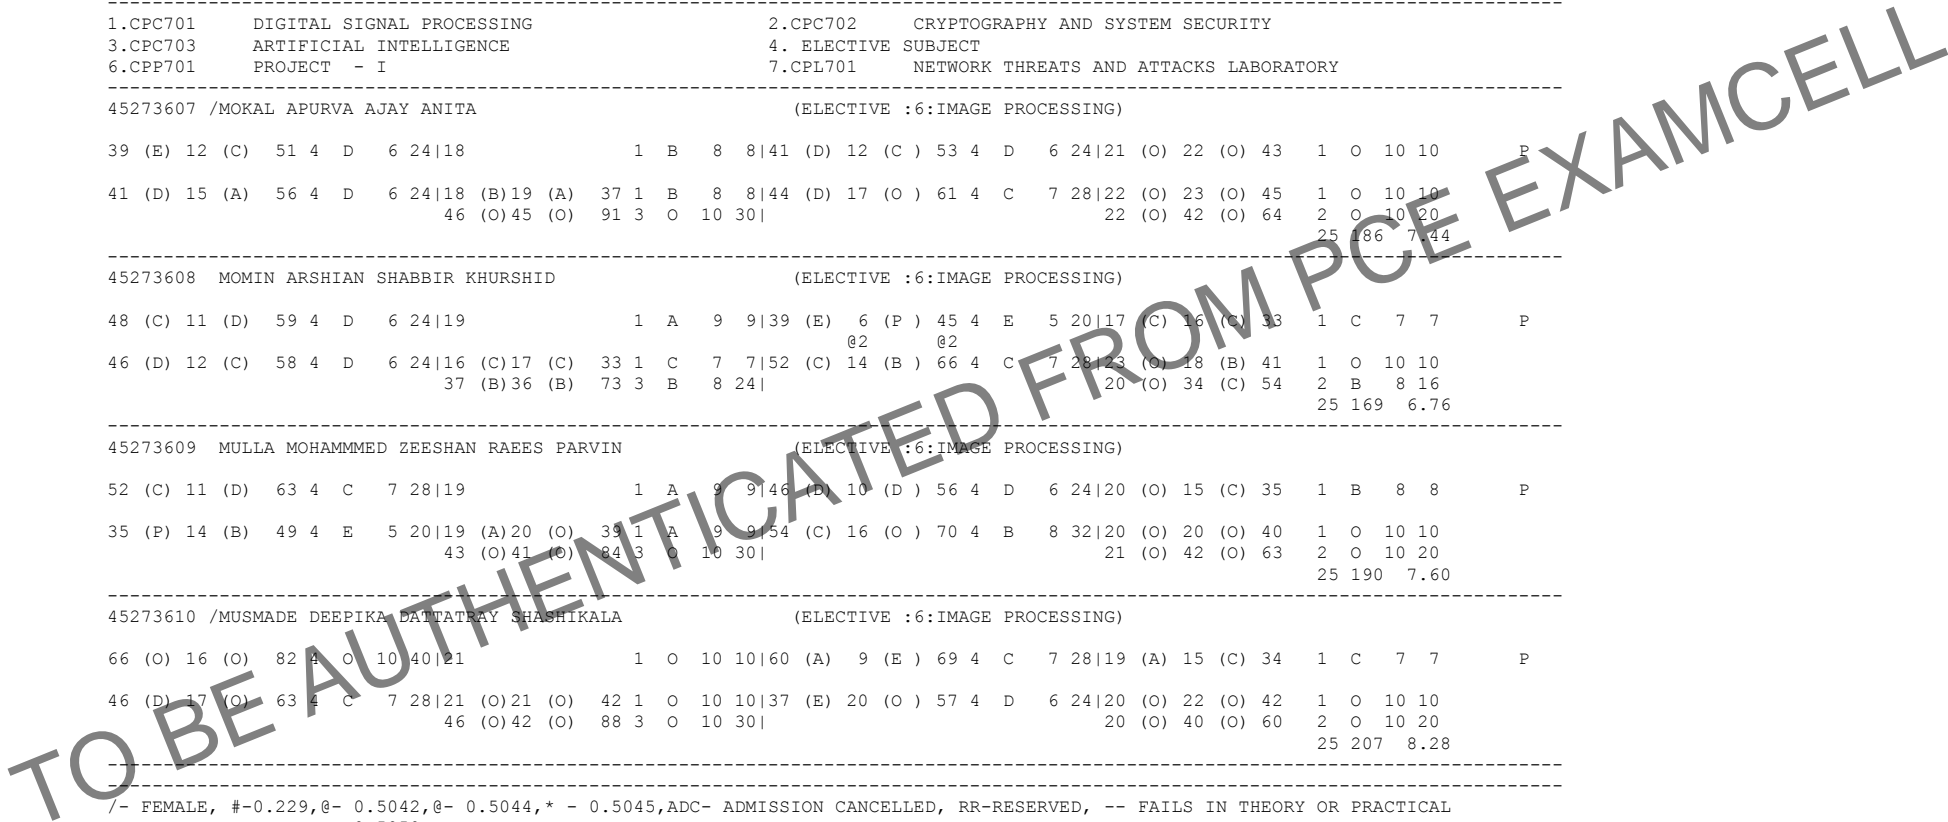 1.CPC701 DIGITAL SIGNAL PROCESSING 2.CPC702 CRYPTOGRAPHY AND SYSTEM SECURITY
3.CPC703 ARTIFICIAL INTELLIGENCE 4. ELECTIVE SUBJECT
6.CPP701 PROJECT - I 7.CPL701 NETWORK THREATS AND ATTACKS LABORATORY
45273607 /MOKAL APURVA AJAY ANITA (ELECTIVE :6:IMAGE PROCESSING)
39 (E) 12 (C) 51 4 D 6 24|18 1 B 8 8|41 (D) 12 (C ) 53 4 D 6 24|21 (O) 22 (O) 43 1 O 10 10 P
41 (D) 15 (A) 56 4 D 6 24|18 (B)19 (A) 37 1 B 8 8|44 (D) 17 (O ) 61 4 C 7 28|22 (O) 23 (O) 45 1 O 10 10
46 (O)45 (O) 91 3 O 10 30| 22 (O) 42 (O) 64 2 O 10 20
25 186 7.44
45273608 MOMIN ARSHIAN SHABBIR KHURSHID (ELECTIVE :6:IMAGE PROCESSING)
48 (C) 11 (D) 59 4 D 6 24|19 1 A 9 9|39 (E) 6 (P ) 45 4 E 5 20|17 (C) 16 (C) 33 1 C 7 7 P
@2 @2
46 (D) 12 (C) 58 4 D 6 24|16 (C)17 (C) 33 1 C 7 7|52 (C) 14 (B ) 66 4 C 7 28|23 (O) 18 (B) 41 1 O 10 10
37 (B)36 (B) 73 3 B 8 24| 20 (O) 34 (C) 54 2 B 8 16
25 169 6.76
45273609 MULLA MOHAMMMED ZEESHAN RAEES PARVIN (ELECTIVE :6:IMAGE PROCESSING)
52 (C) 11 (D) 63 4 C 7 28|19 1 A 9 9|46 (D) 10 (D ) 56 4 D 6 24|20 (O) 15 (C) 35 1 B 8 8 P
35 (P) 14 (B) 49 4 E 5 20|19 (A)20 (O) 39 1 A 9 9|54 (C) 16 (O ) 70 4 B 8 32|20 (O) 20 (O) 40 1 O 10 10
43 (O)41 (O) 84 3 O 10 30| 21 (O) 42 (O) 63 2 O 10 20
25 190 7.60
45273610 /MUSMADE DEEPIKA DATTATRAY SHASHIKALA (ELECTIVE :6:IMAGE PROCESSING)
66 (O) 16 (O) 82 4 O 10 40|21 1 O 10 10|60 (A) 9 (E ) 69 4 C 7 28|19 (A) 15 (C) 34 1 C 7 7 P
46 (D) 17 (O) 63 4 C 7 28|21 (O)21 (O) 42 1 O 10 10|37 (E) 20 (O ) 57 4 D 6 24|20 (O) 22 (O) 42 1 O 10 10
46 (O)42 (O) 88 3 O 10 30| 20 (O) 40 (O) 60 2 O 10 20
25 207 8.28
/- FEMALE, #-0.229,@- 0.5042,@- 0.5044,* - 0.5045,ADC- ADMISSION CANCELLED, RR-RESERVED, -- FAILS IN THEORY OR PRACTICAL
TO BE AUTHENTICATED FROM PCE EXAMCELL